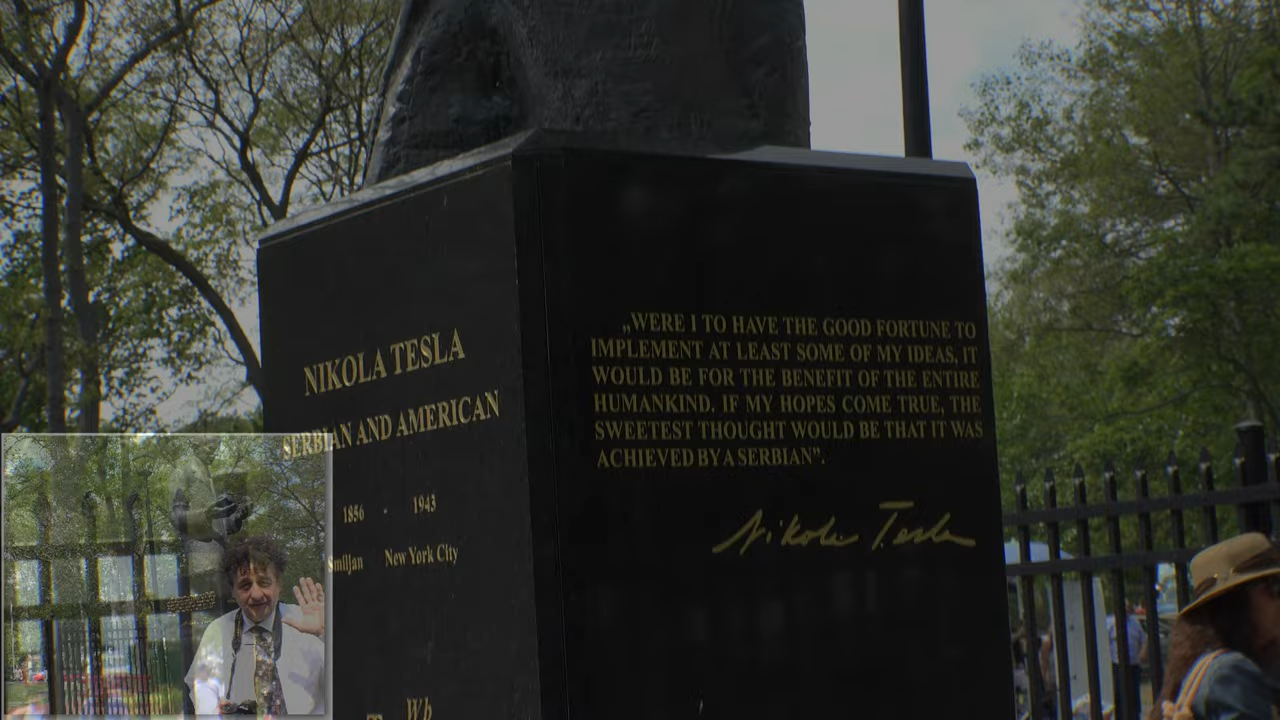 NIKOLA TESLA
SERBIAN AND AMERICAN
1856 - 1943
Smiljan New York City
„WERE I TO HAVE THE GOOD FORTUNE TO
IMPLEMENT AT LEAST SOME OF MY IDEAS, IT
WOULD BE FOR THE BENEFIT OF THE ENTIRE
HUMANKIND. IF MY HOPES COME TRUE, THE
SWEETEST THOUGHT WOULD BE THAT IT WAS
ACHIEVED BY A SERBIAN”.
Nikola Tesla